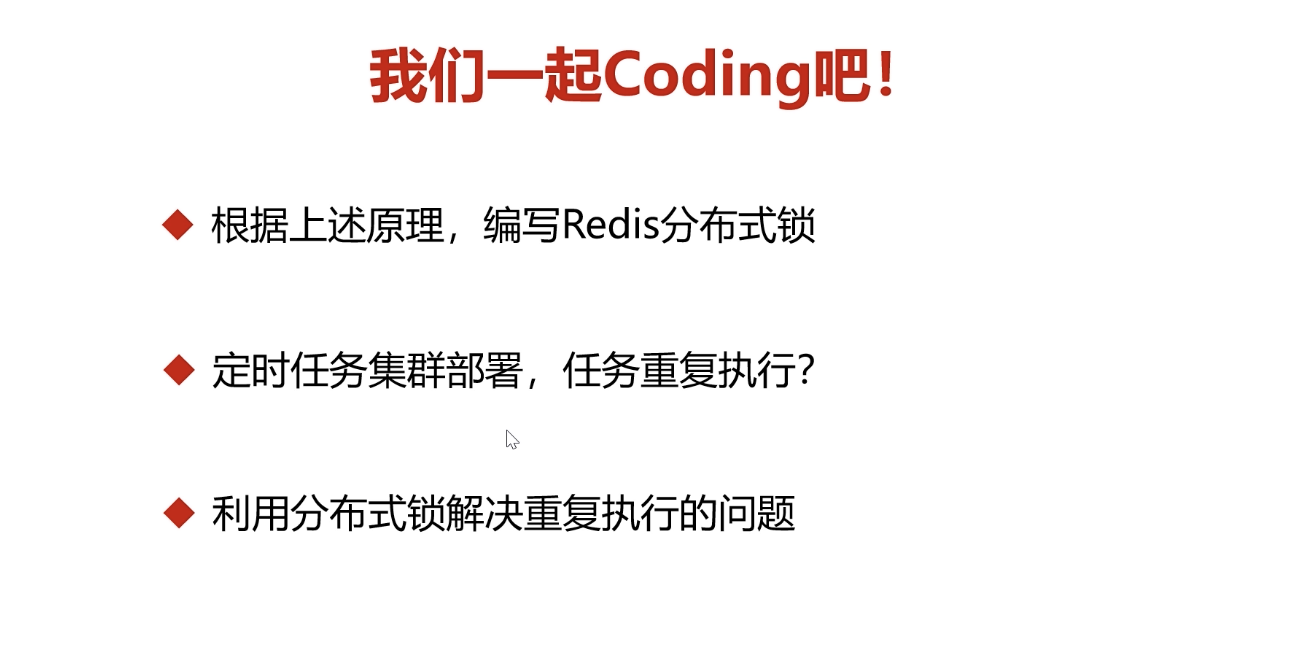 我们一起Coding吧！
根据上述原理，编写Redis分布式锁
定时任务集群部署，任务重复执行？
利用分布式锁解决重复执行的问题